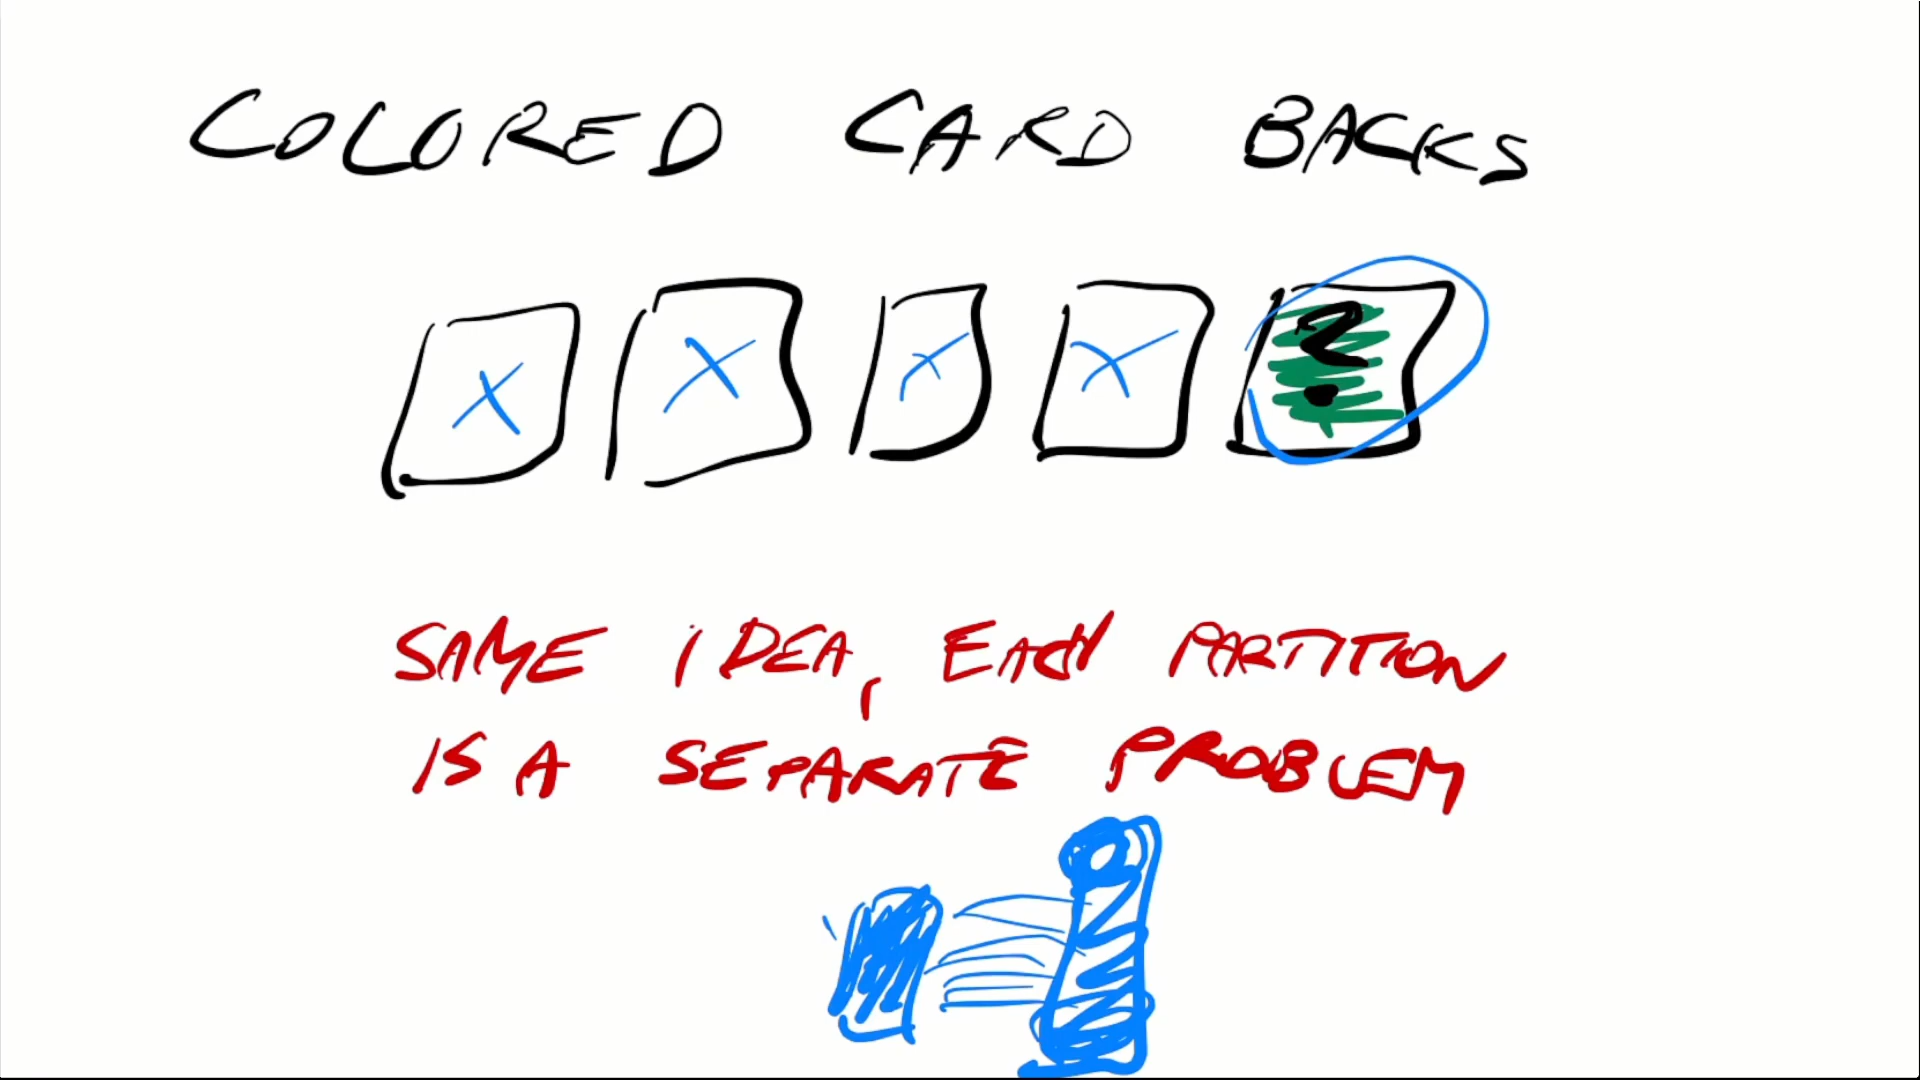 COLORED CARD BACKS
X X X X ?
SAME IDEA, EACH PARTITION
IS A SEPARATE PROBLEM